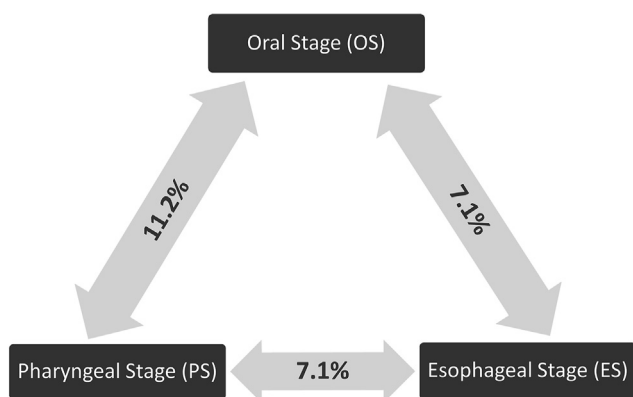 Oral Stage (OS)
11.2%
7.1%
Pharyngeal Stage (PS)
7.1%
Esophageal Stage (ES)